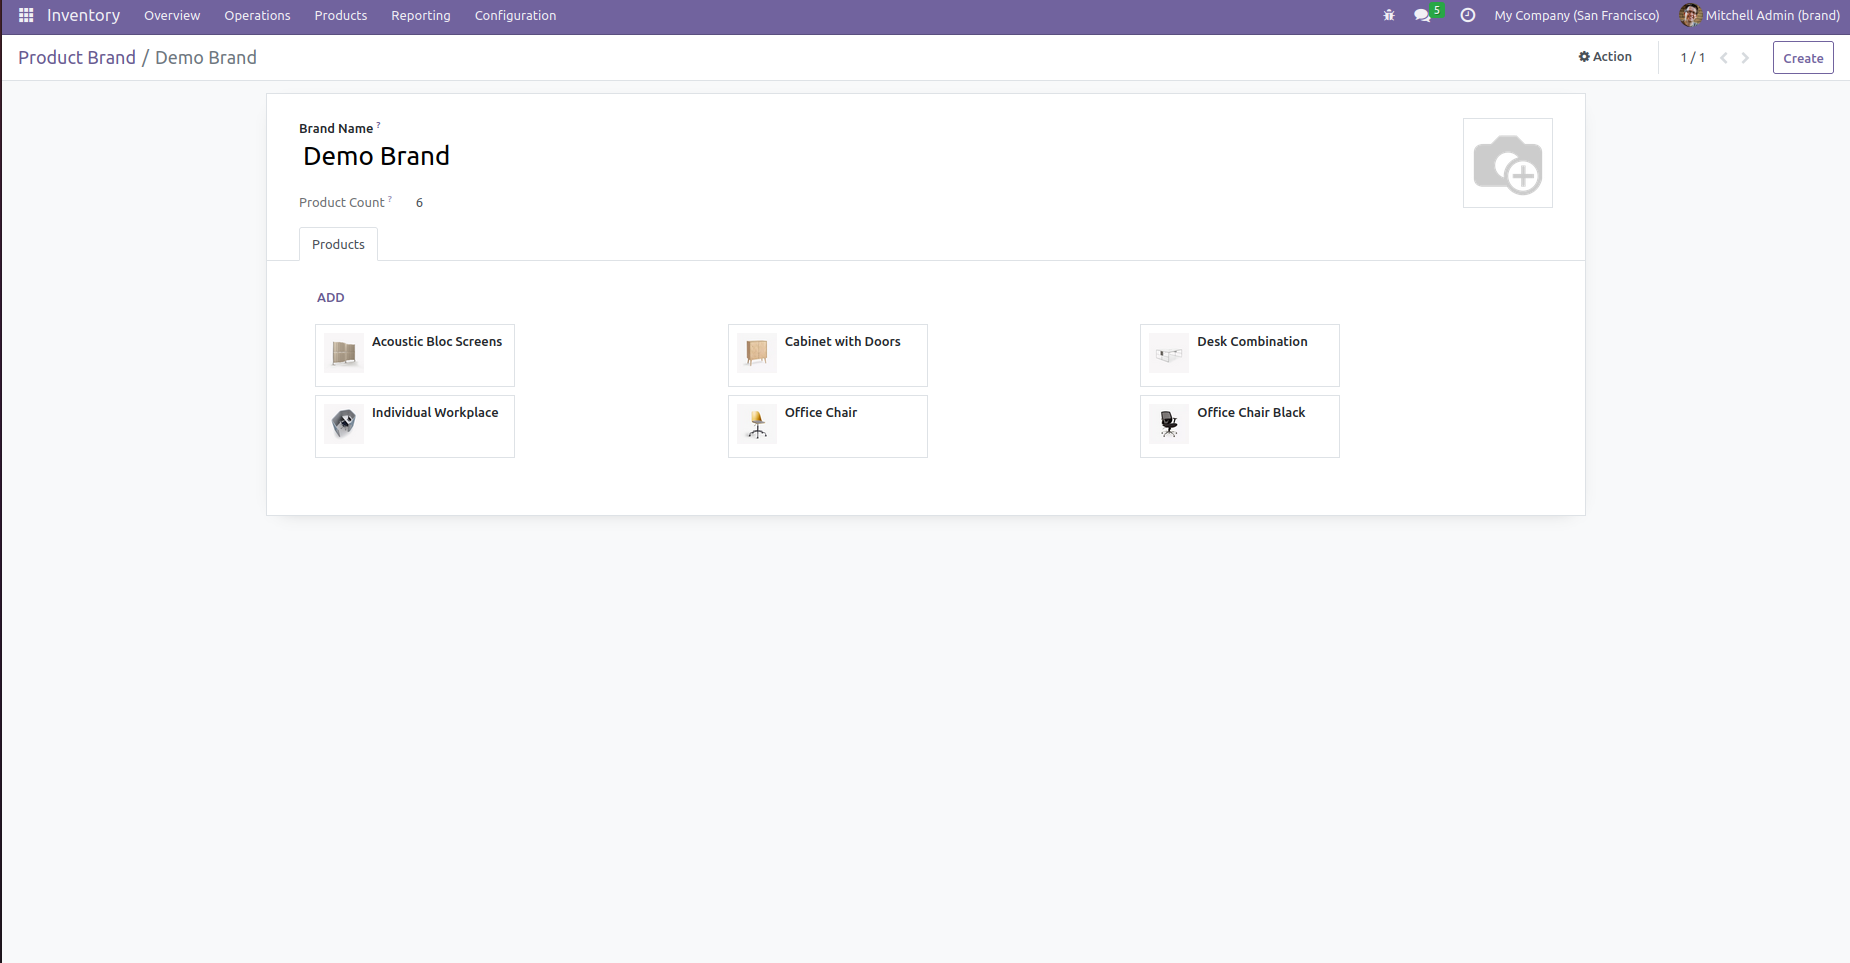 Inventory Overview Operations Products Reporting Configuration 5 My Company (San Francisco) Mitchell Admin (brand)
Product Brand / Demo Brand Action 1 / 1 Create
Brand Name ?
Demo Brand
Product Count ? 6
Products
ADD
Acoustic Bloc Screens Cabinet with Doors Desk Combination
Individual Workplace Office Chair Office Chair Black